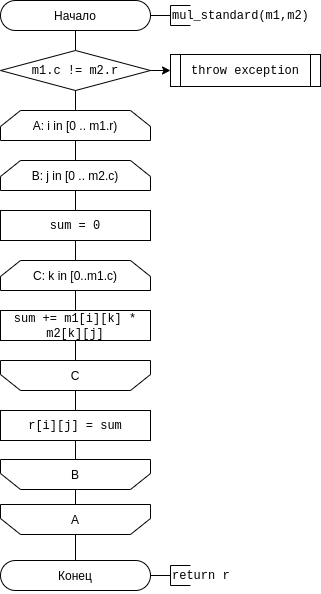 Начало
mul_standard(m1,m2)
m1.c != m2.r
throw exception
A: i in [0 .. m1.r)
B: j in [0 .. m2.c)
sum = 0
C: k in [0..m1.c)
sum += m1[i][k] *
m2[k][j]
C
r[i][j] = sum
B
A
Конец
return r